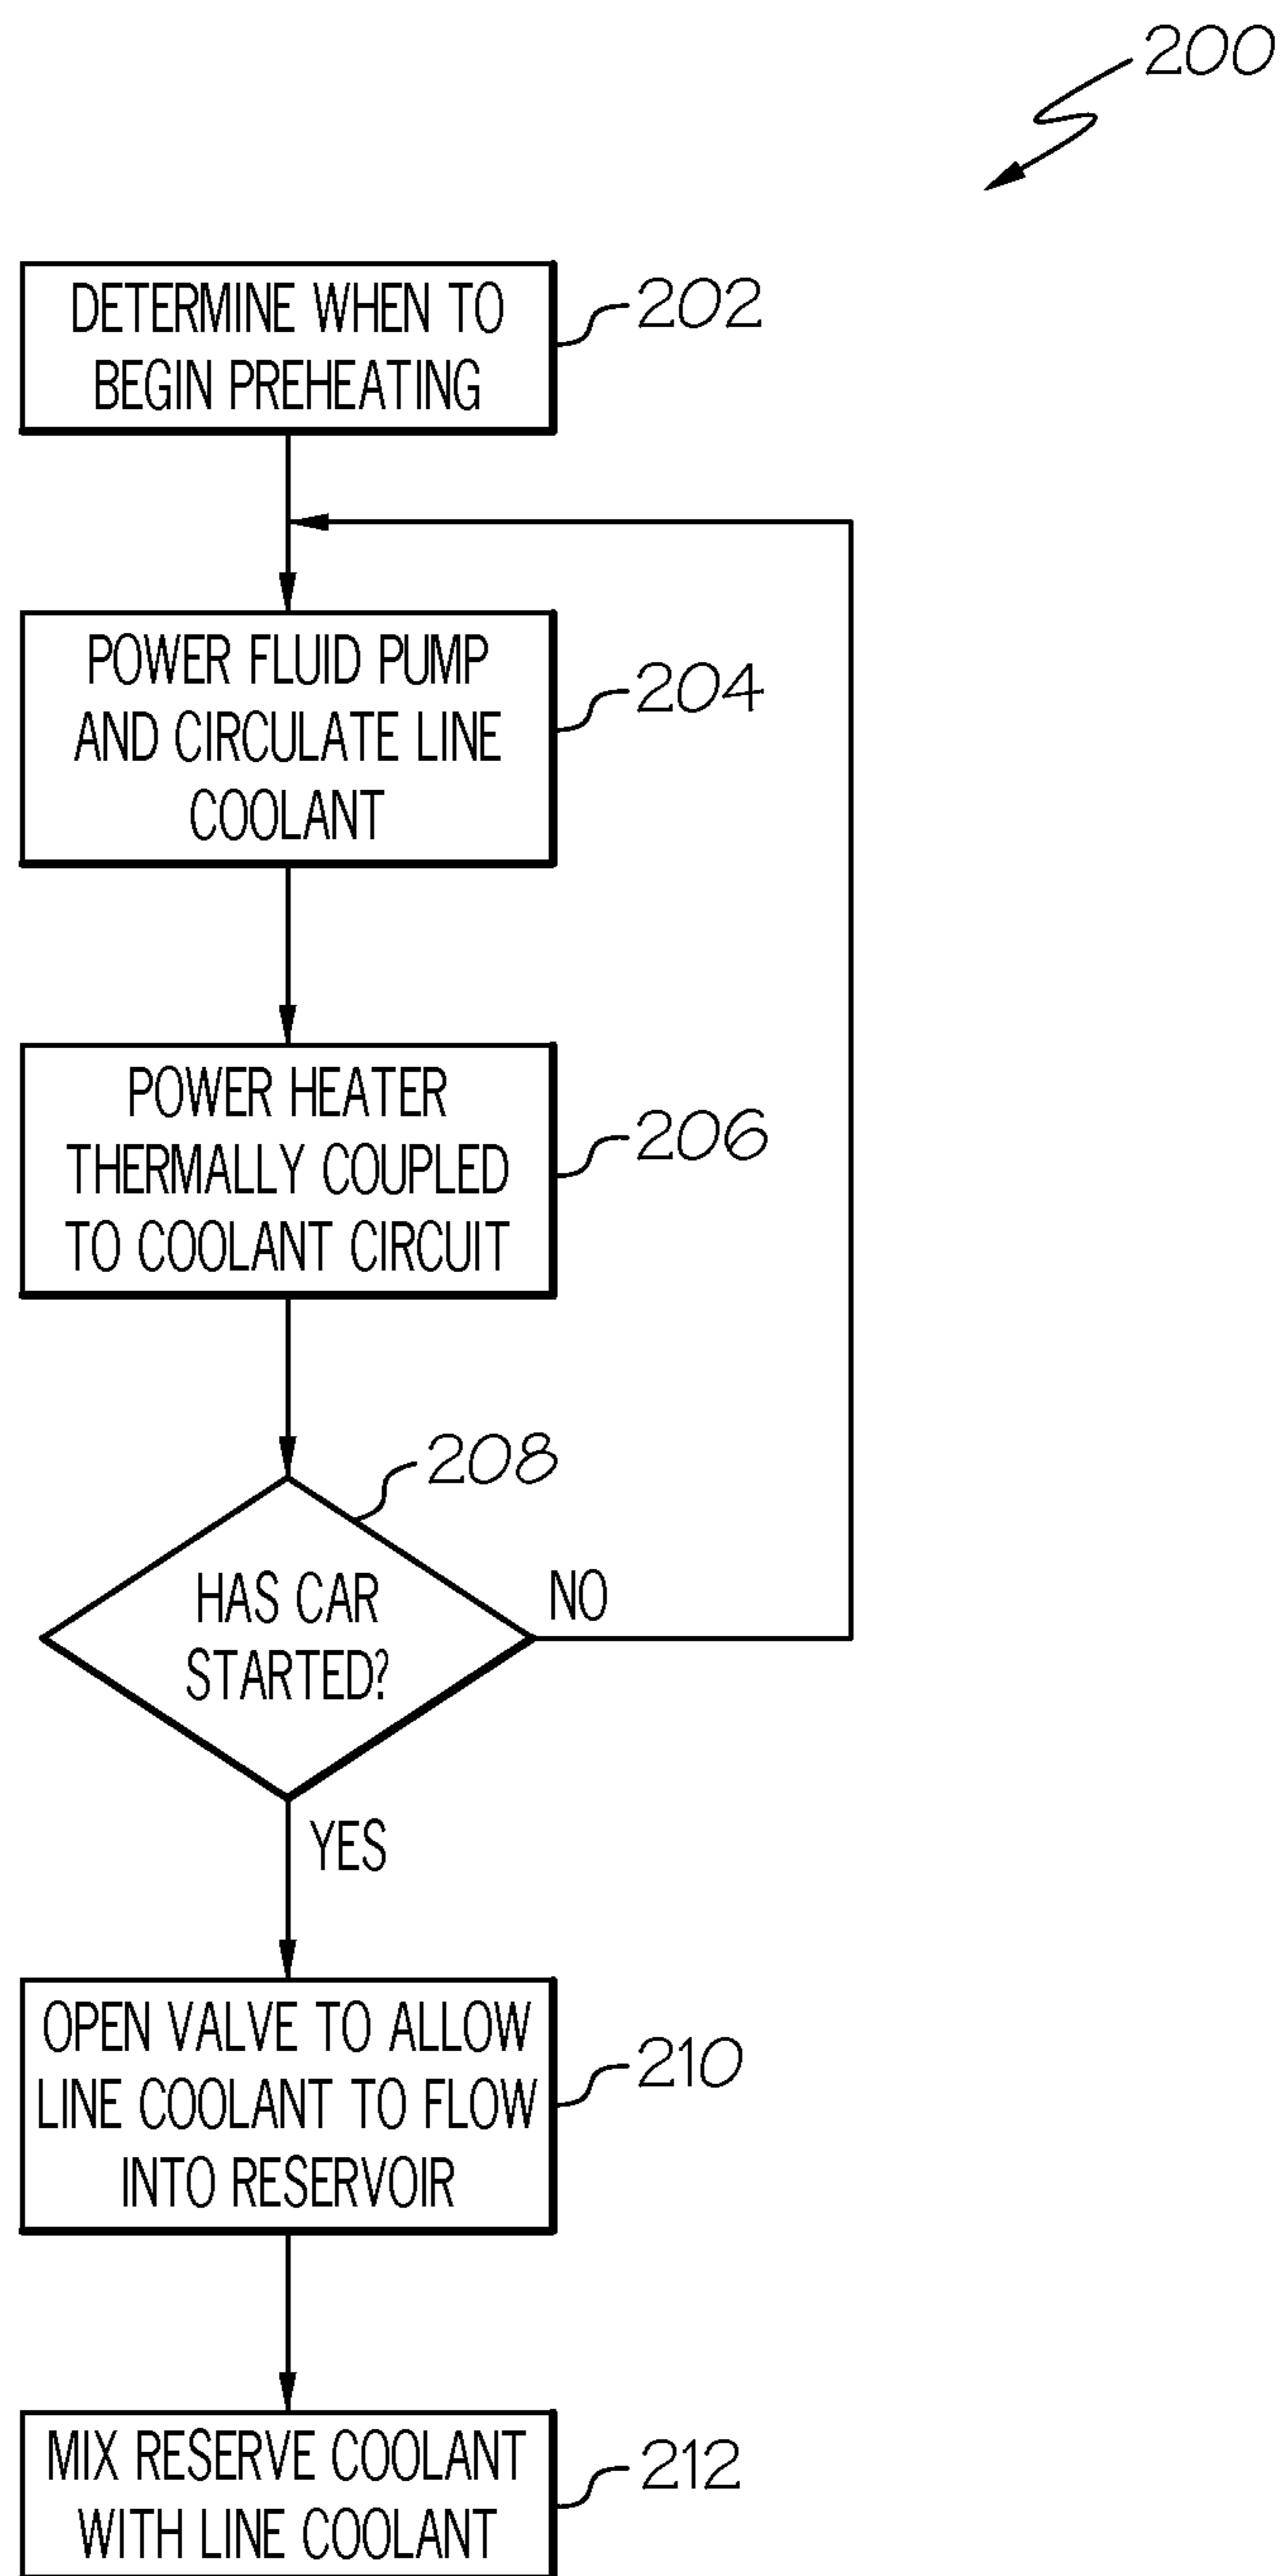 200
DETERMINE WHEN TO
BEGIN PREHEATING
202
POWER FLUID PUMP
AND CIRCULATE LINE
COOLANT
204
POWER HEATER
THERMALLY COUPLED
TO COOLANT CIRCUIT
206
208
HAS CAR
STARTED?
NO
YES
OPEN VALVE TO ALLOW
LINE COOLANT TO FLOW
INTO RESERVOIR
210
MIX RESERVE COOLANT
WITH LINE COOLANT
212